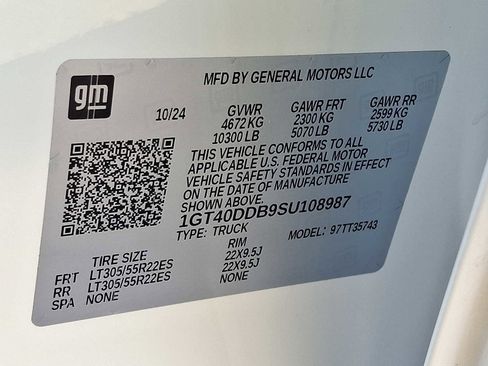 gm
MFD BY GENERAL MOTORS LLC
10/24 GVWR GAWR FRT GAWR RR
4672 KG 2300 KG 2599 KG
10300 LB 5070 LB 5730 LB
THIS VEHICLE CONFORMS TO ALL
APPLICABLE U.S. FEDERAL MOTOR
VEHICLE SAFETY STANDARDS IN EFFECT
ON THE DATE OF MANUFACTURE
SHOWN ABOVE.
1GT40DDB9SU108987
TYPE: TRUCK MODEL: 97TT35743
TIRE SIZE RIM
FRT LT305/55R22ES 22X9.5J
RR LT305/55R22ES 22X9.5J
SPA NONE NONE